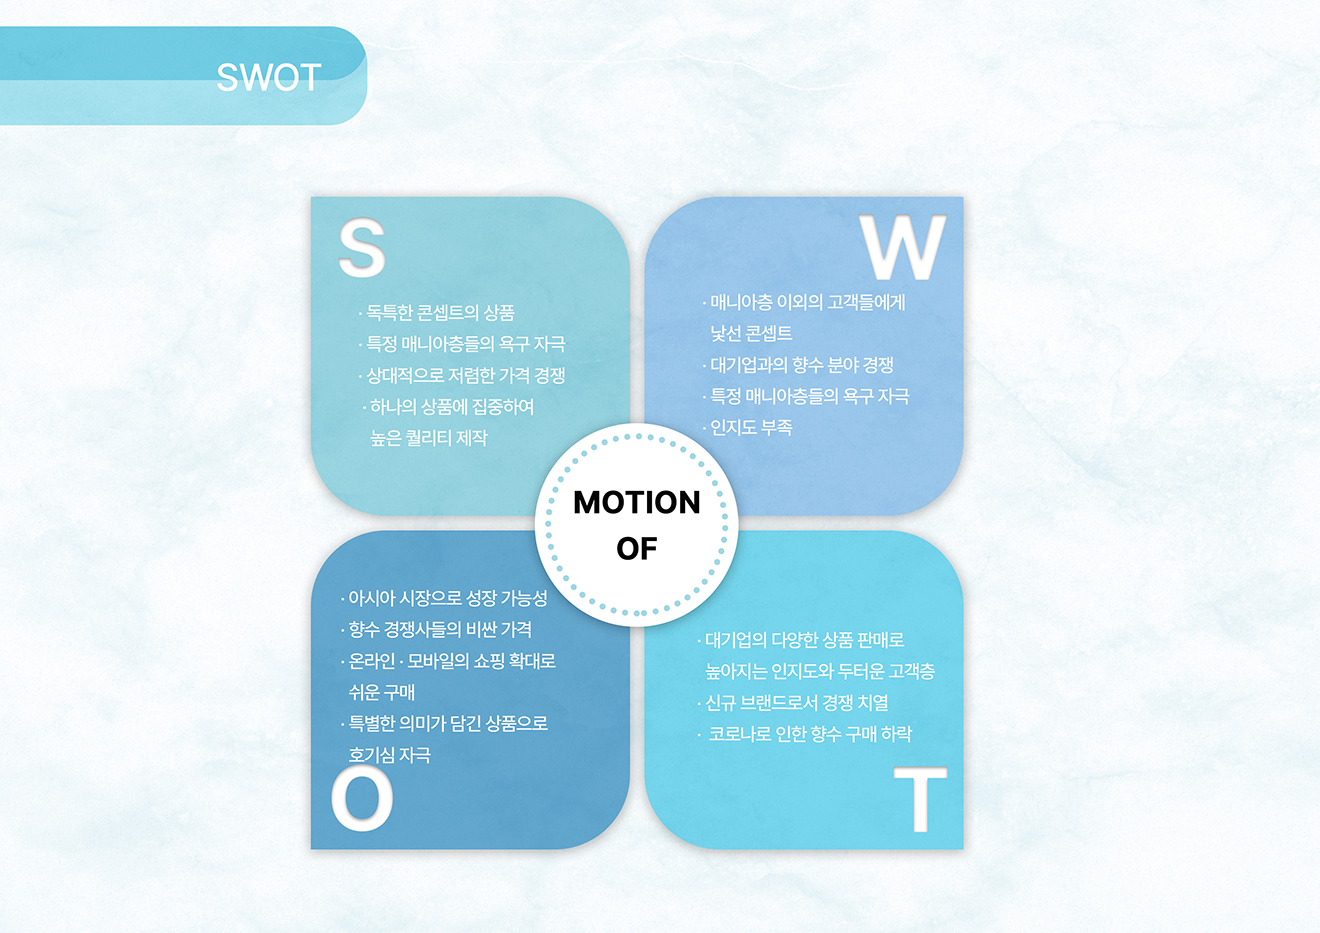 SWOT
S
· 독특한 콘셉트의 상품
· 특정 매니아층들의 욕구 자극
· 상대적으로 저렴한 가격 경쟁
· 하나의 상품에 집중하여
높은 퀄리티 제작
W
· 매니아층 이외의 고객들에게
낯선 콘셉트
· 대기업과의 향수 분야 경쟁
· 특정 매니아층들의 욕구 자극
· 인지도 부족
MOTION
OF
· 아시아 시장으로 성장 가능성
· 향수 경쟁사들의 비싼 가격
· 온라인 · 모바일의 쇼핑 확대로
쉬운 구매
· 특별한 의미가 담긴 상품으로
호기심 자극
O
· 대기업의 다양한 상품 판매로
높아지는 인지도와 두터운 고객층
· 신규 브랜드로서 경쟁 치열
· 코로나로 인한 향수 구매 하락
T